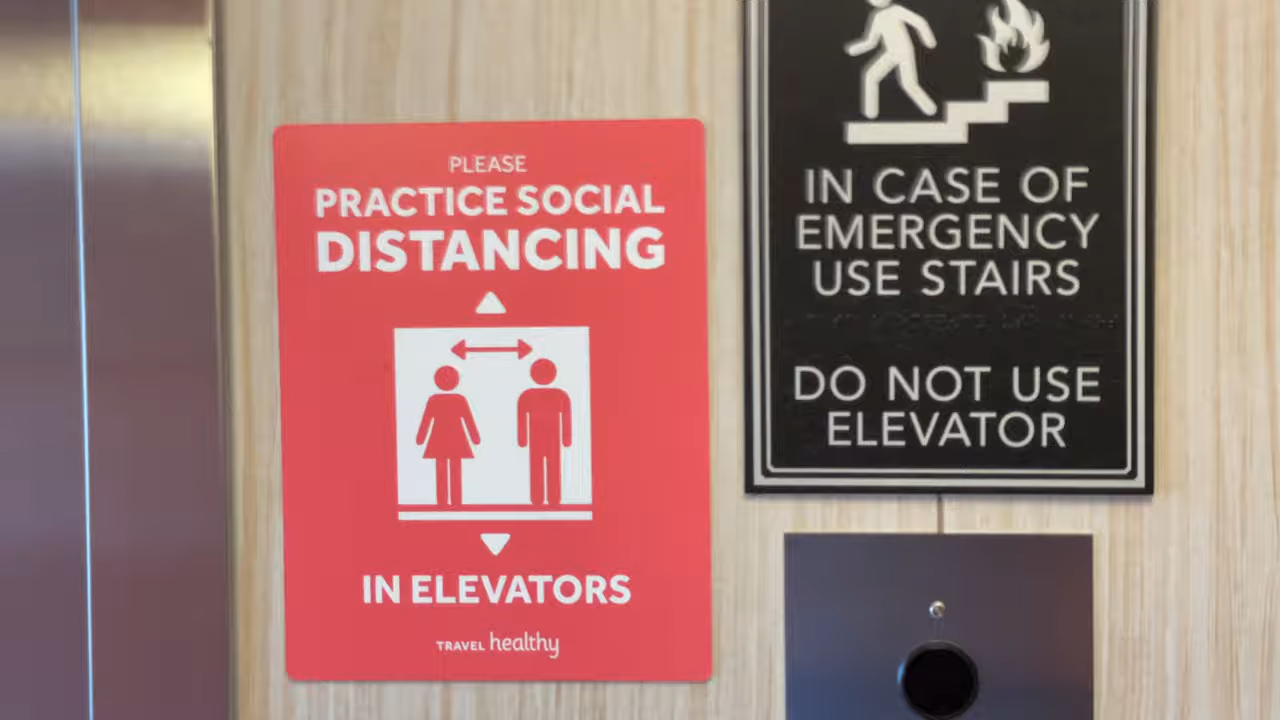 PLEASE
PRACTICE SOCIAL
DISTANCING
IN ELEVATORS
TRAVEL healthy
IN CASE OF
EMERGENCY
USE STAIRS
DO NOT USE
ELEVATOR